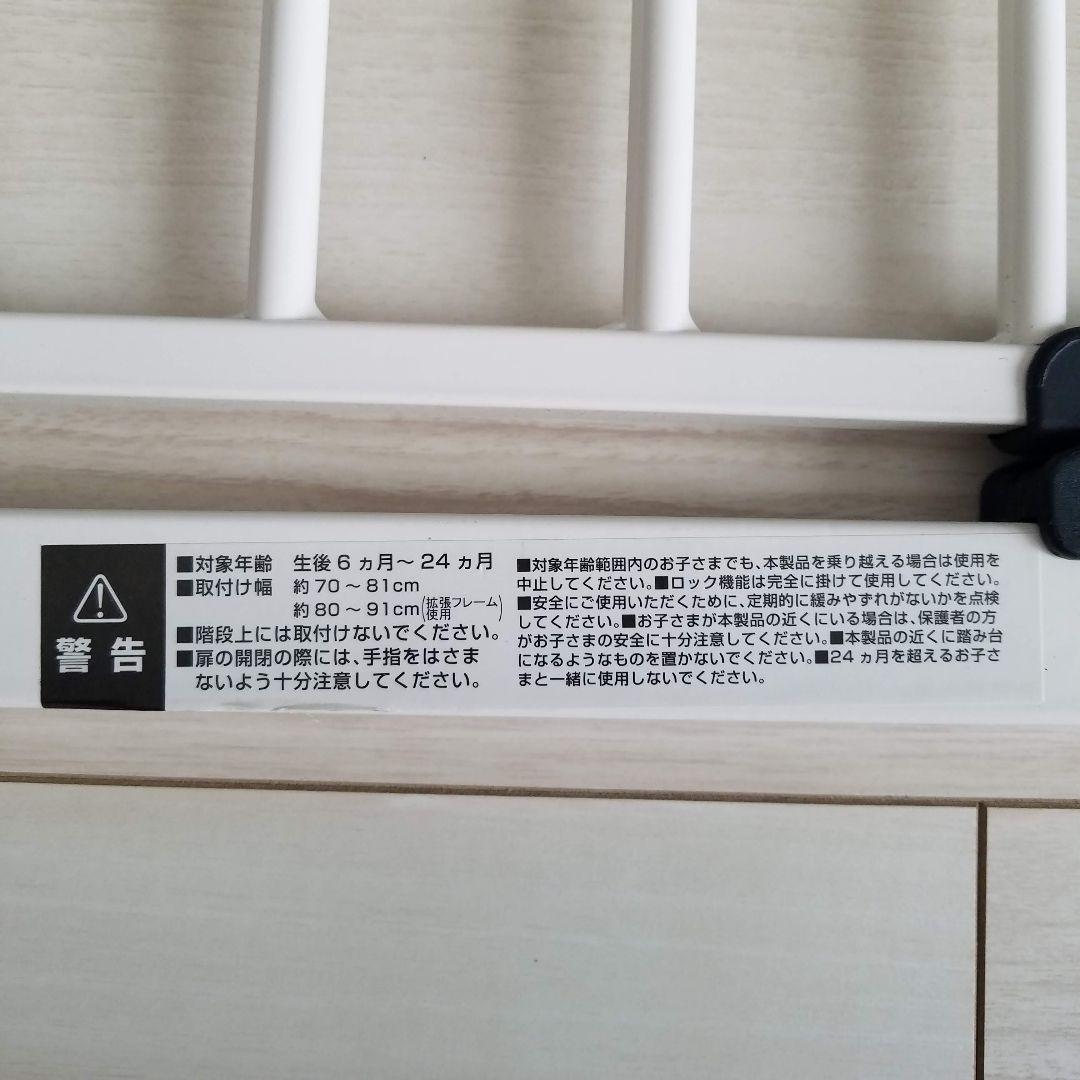 警告
■対象年齢 生後6ヵ月～24ヵ月
■取付け幅 約70～81cm
約80～91cm(拡張フレーム使用)
■階段上には取付けないでください。
■扉の開閉の際には、手指をはさま
ないよう十分注意してください。
■対象年齢範囲内のお子さまでも、本製品を乗り越える場合は使用を
中止してください。■ロック機能は完全に掛けて使用してください。
■安全にご使用いただくために、定期的に緩みやずれがないかを点検
してください。■お子さまが本製品の近くにいる場合は、保護者の方
がお子さまの安全に十分注意してください。■本製品の近くに踏み台
になるようなものを置かないでください。■24ヵ月を超えるお子さ
まと一緒に使用しないでください。